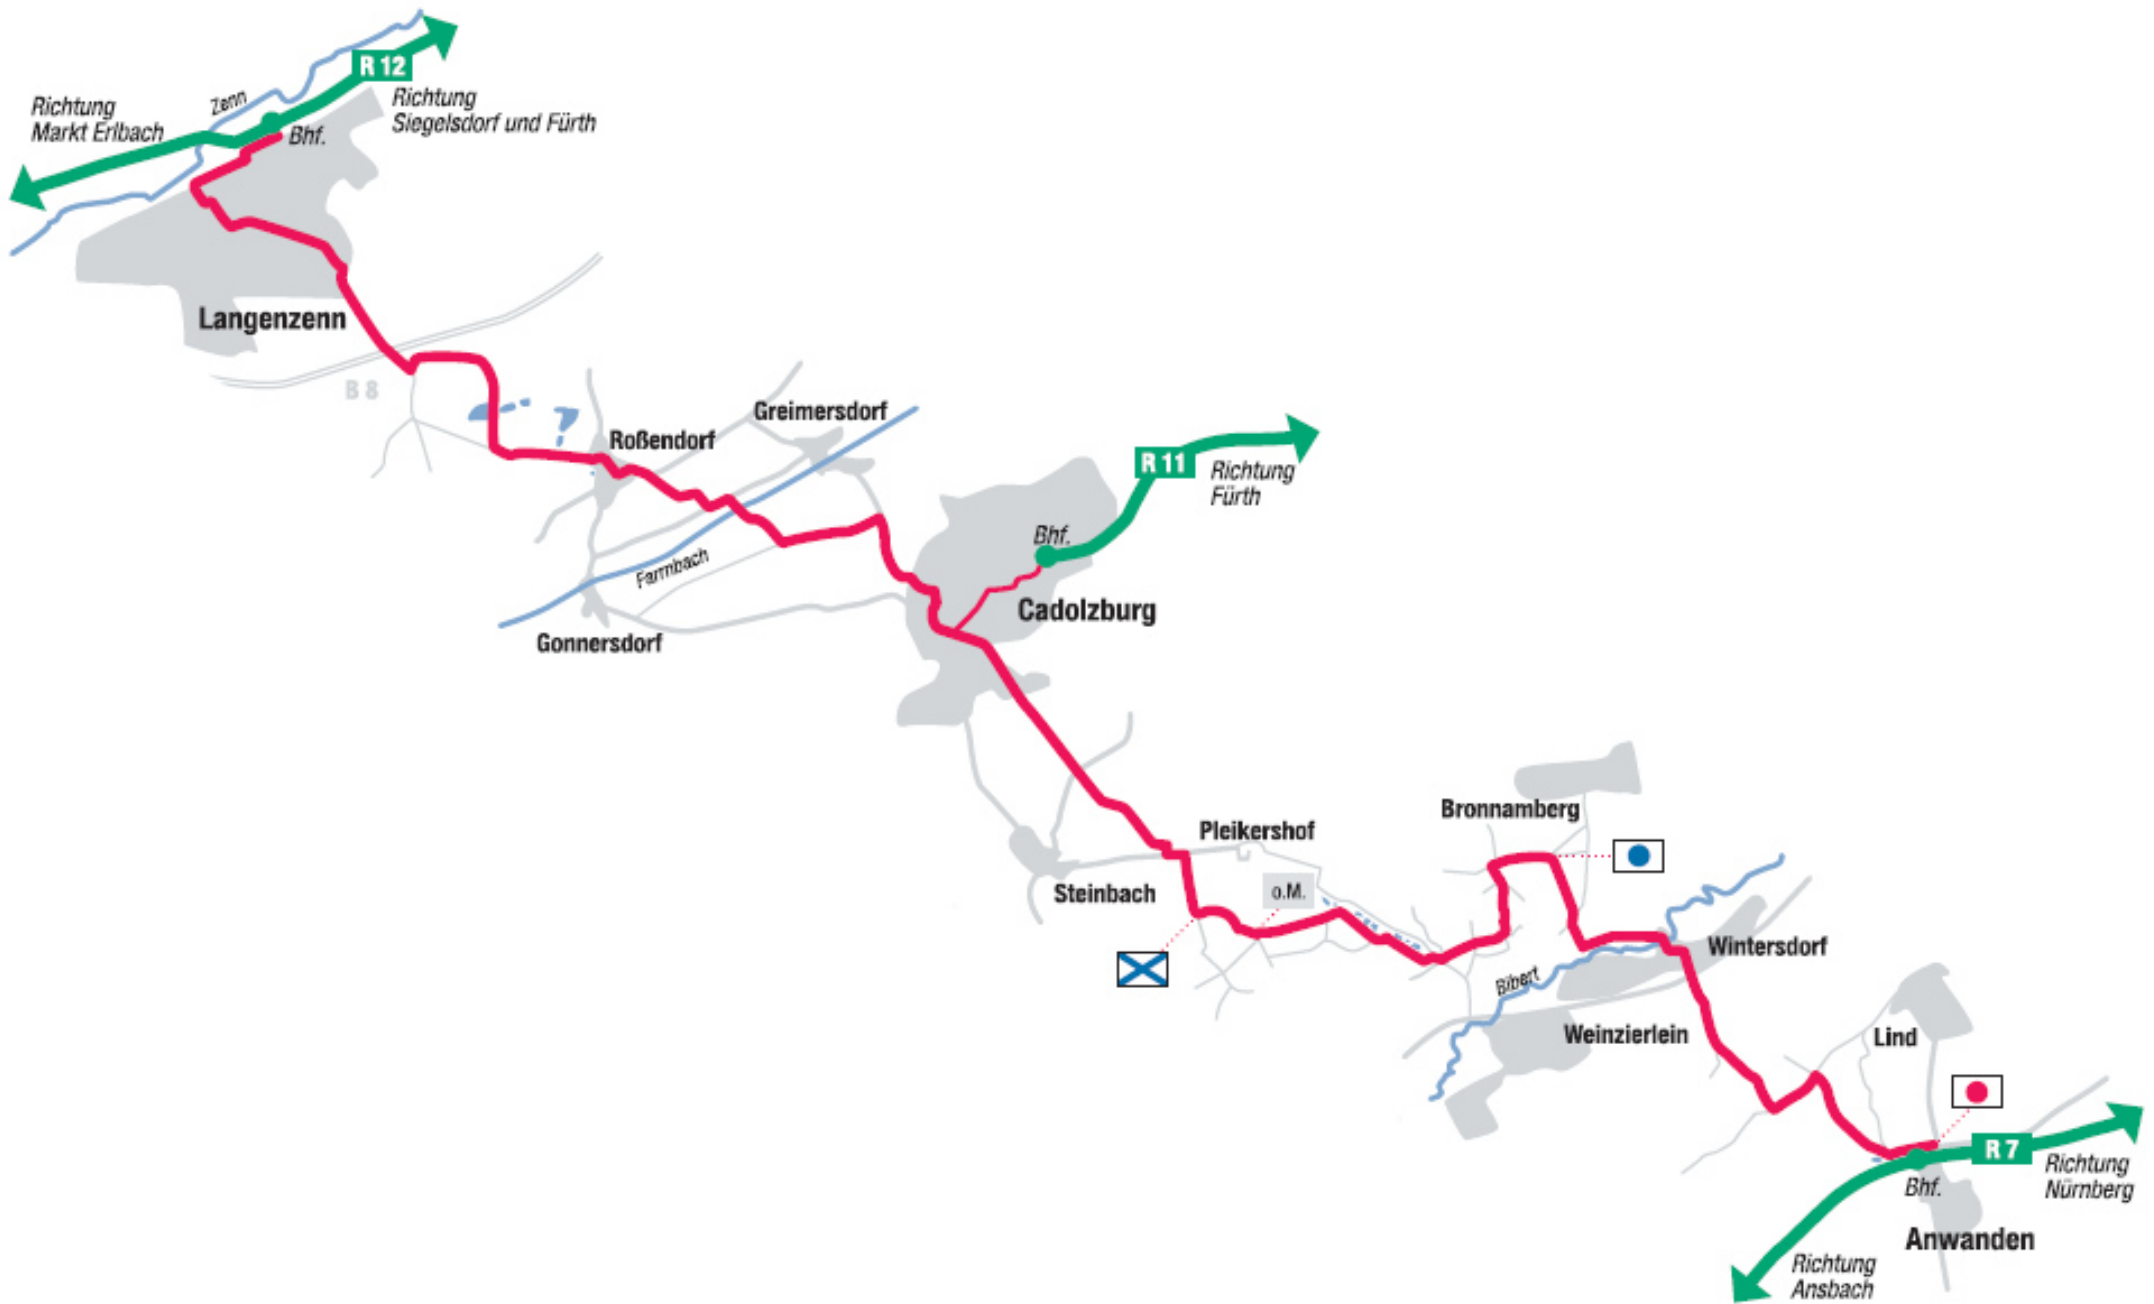 R 12
Zenn
Richtung
Markt Erlbach
Richtung
Siegelsdorf und Fürth
Bhf.
Langenzenn
B 8
Greimersdorf
Roßendorf
R 11
Richtung
Fürth
Bhf.
Farrnbach
Cadolzburg
Gonnersdorf
Bronnamberg
Pleikershof
Steinbach
o.M.
Wintersdorf
Bibert
Weinzierlein
Lind
R 7
Richtung
Nürnberg
Bhf.
Anwanden
Richtung
Ansbach